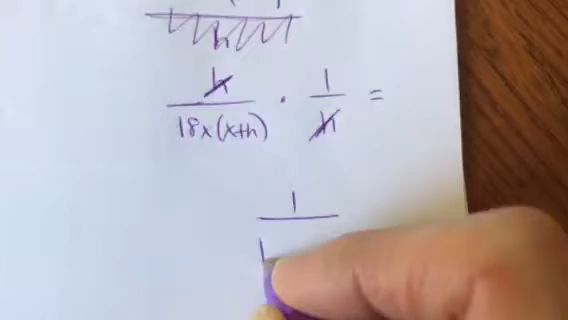 h
h / 18x(x+h) · 1 / h =
1